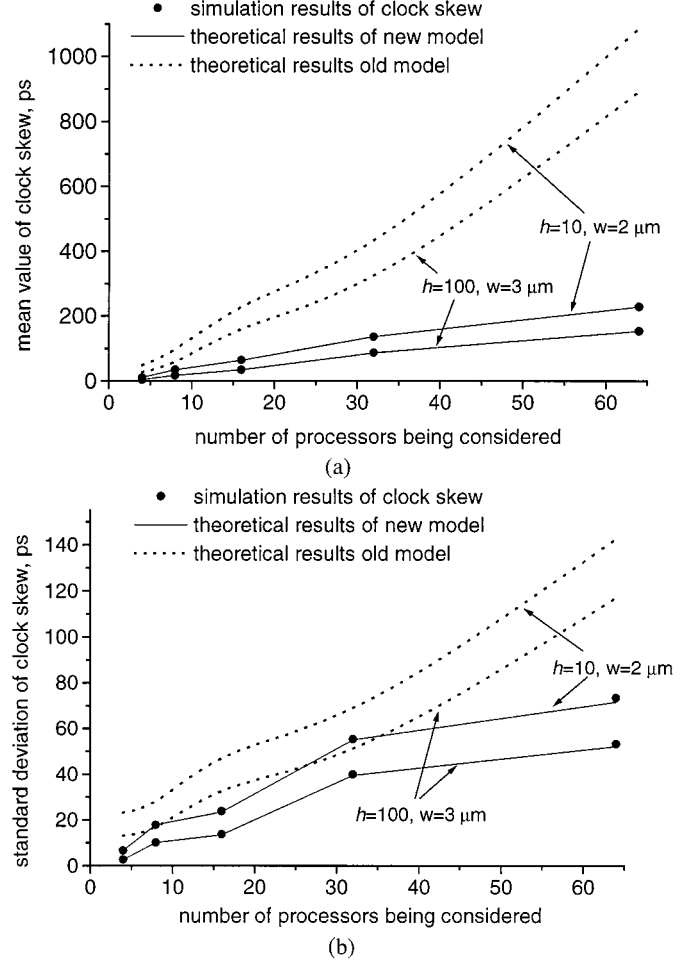 simulation results of clock skew
theoretical results of new model
theoretical results old model
mean value of clock skew, ps
1000
800
600
400
200
0
h=10, w=2 μm
h=100, w=3 μm
0 10 20 30 40 50 60
number of processors being considered
(a)
simulation results of clock skew
theoretical results of new model
theoretical results old model
standard deviation of clock skew, ps
140
120
100
80
60
40
20
0
h=10, w=2 μm
h=100, w=3 μm
0 10 20 30 40 50 60
number of processors being considered
(b)